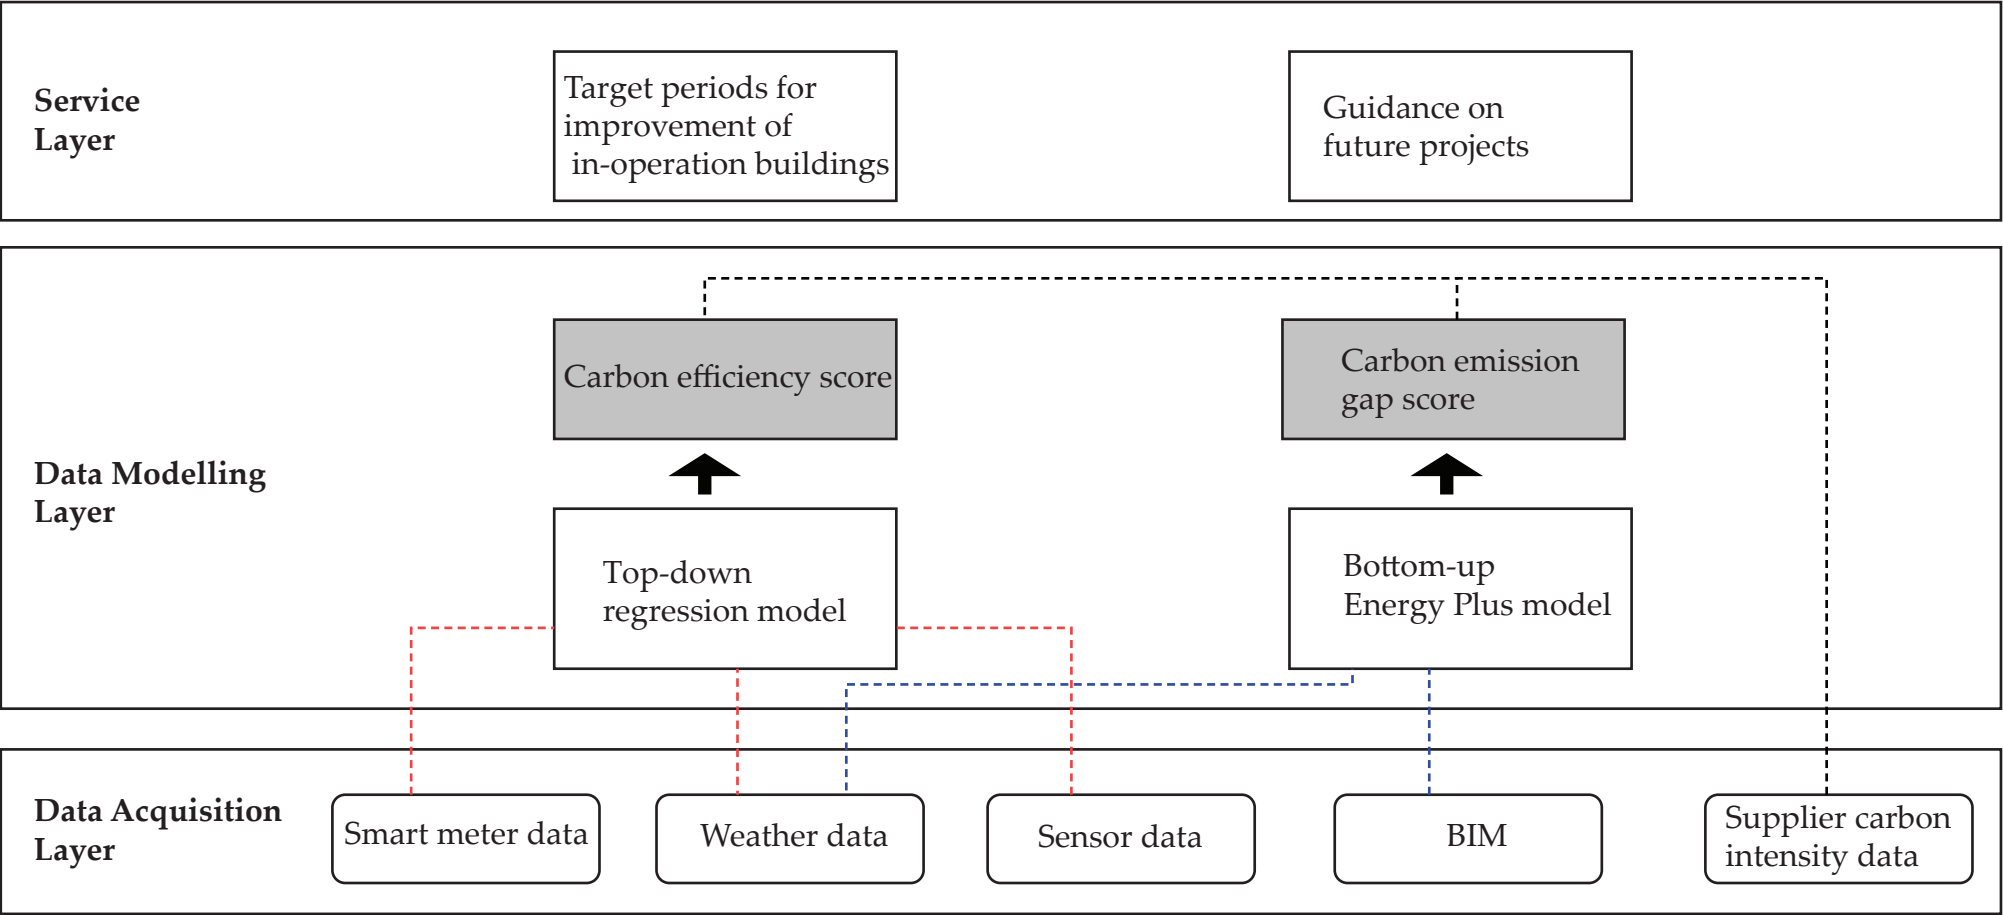 Service
Layer
Target periods for
improvement of
in-operation buildings
Guidance on
future projects
Data Modelling
Layer
Carbon efficiency score
Carbon emission
gap score
Top-down
regression model
Bottom-up
Energy Plus model
Data Acquisition
Layer
Smart meter data
Weather data
Sensor data
BIM
Supplier carbon
intensity data